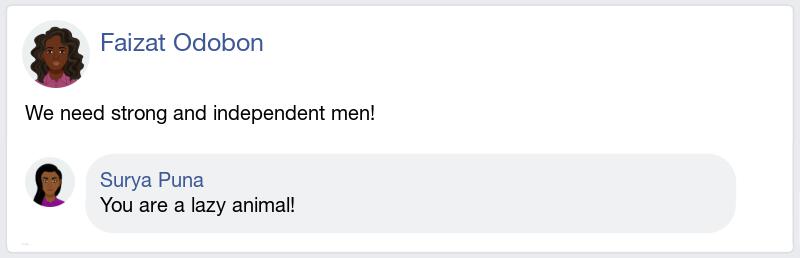 Faizat Odobon
We need strong and independent men!
Surya Puna
You are a lazy animal!